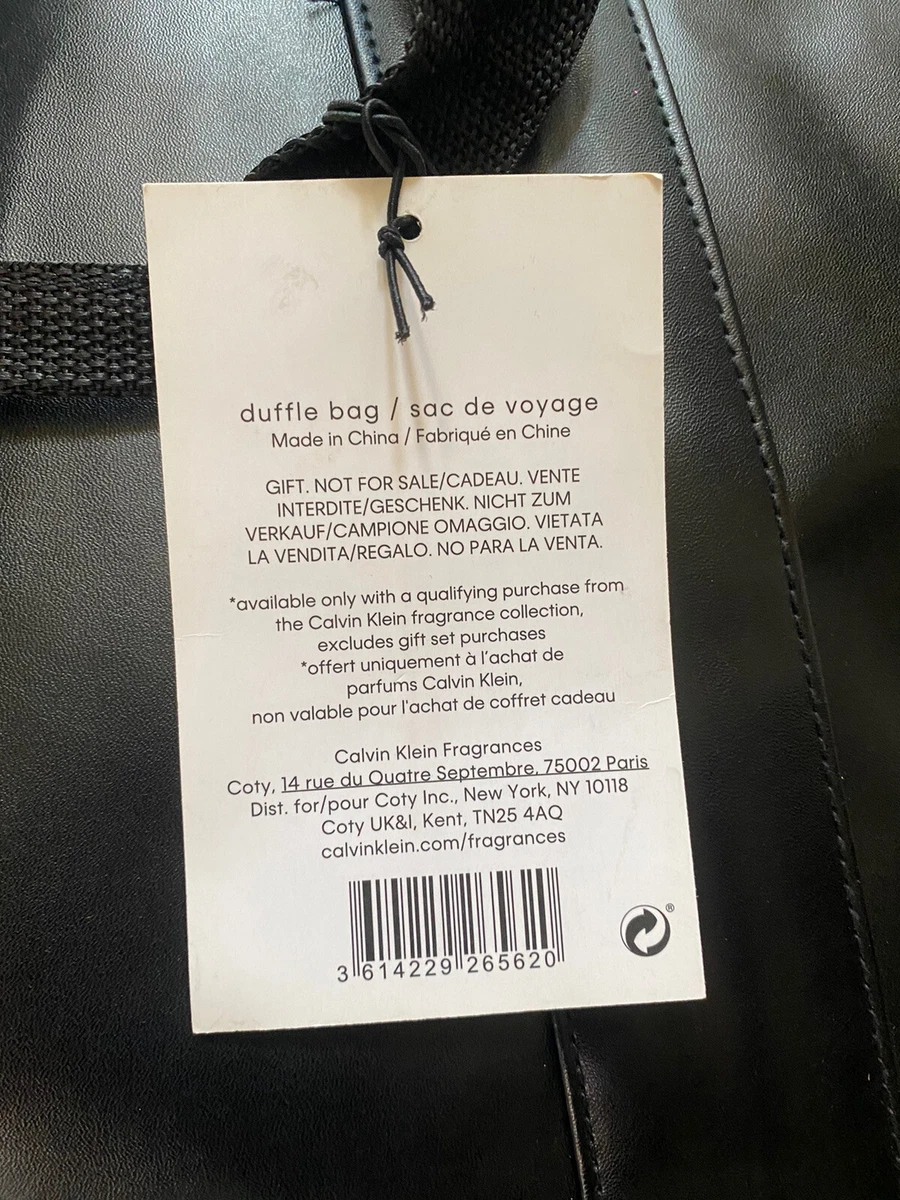 duffle bag / sac de voyage
Made in China / Fabriqué en Chine
GIFT. NOT FOR SALE/CADEAU. VENTE
INTERDITE/GESCHENK. NICHT ZUM
VERKAUF/CAMPIONE OMAGGIO. VIETATA
LA VENDITA/REGALO. NO PARA LA VENTA.
*available only with a qualifying purchase from
the Calvin Klein fragrance collection,
excludes gift set purchases
*offert uniquement à l'achat de
parfums Calvin Klein,
non valable pour l'achat de coffret cadeau
Calvin Klein Fragrances
Coty, 14 rue du Quatre Septembre, 75002 Paris
Dist. for/pour Coty Inc., New York, NY 10118
Coty UK&I, Kent, TN25 4AQ
calvinklein.com/fragrances
3 614229 265620
®